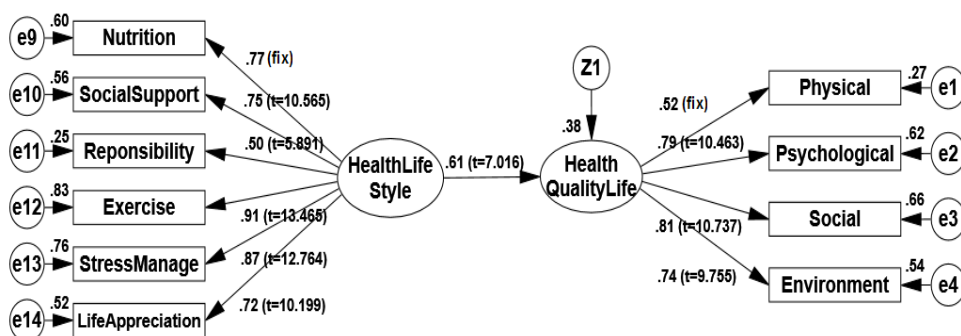 .60
e9
Nutrition
.77 (fix)
.56
e10
SocialSupport
.75 (t=10.565)
.25
e11
Reponsibility
.50 (t=5.891)
.83
e12
Exercise
.91 (t=13.465)
.76
e13
StressManage
.87 (t=12.764)
.52
e14
LifeAppreciation
.72 (t=10.199)
HealthLife
Style
.61 (t=7.016)
Z1
.38
Health
QualityLife
.52 (fix)
.27
Physical
e1
.79 (t=10.463)
.62
Psychological
e2
.81 (t=10.737)
.66
Social
e3
.74 (t=9.755)
.54
Environment
e4